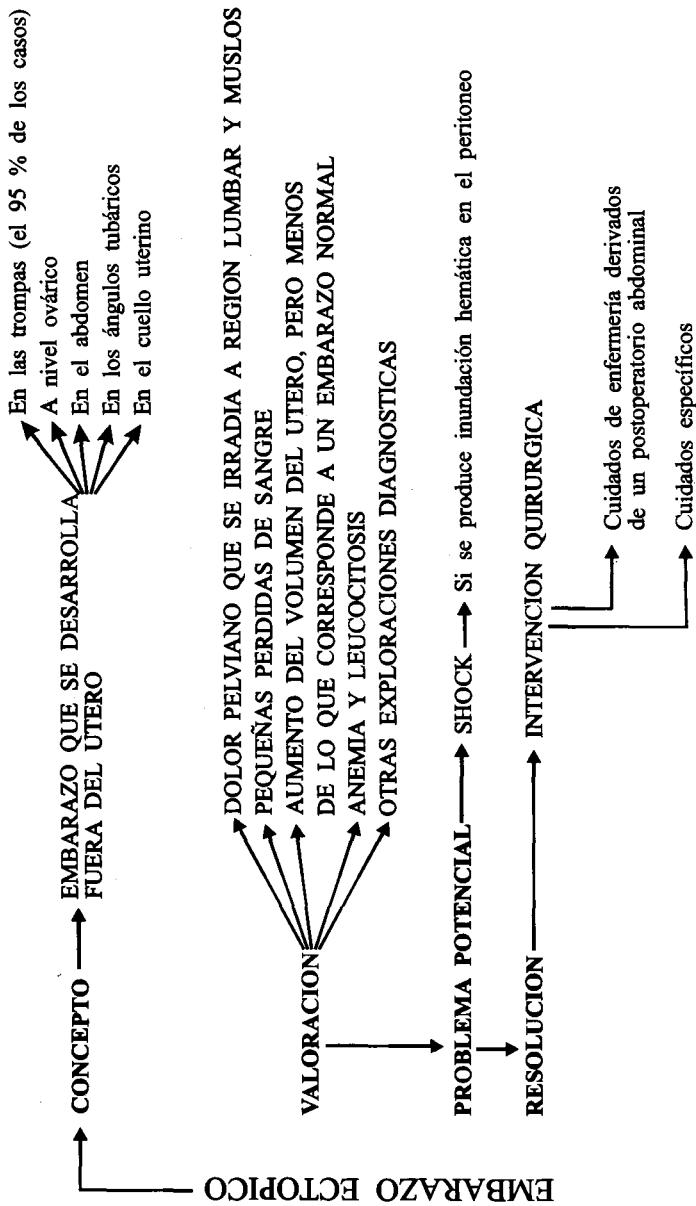 EMBARAZO ECTOPICO
CONCEPTO
EMBARAZO QUE SE DESARROLLA
FUERA DEL UTERO
En las trompas (el 95 % de los casos)
A nivel ovárico
En el abdomen
En los ángulos tubáricos
En el cuello uterino
VALORACION
DOLOR PELVIANO QUE SE IRRADIA A REGION LUMBAR Y MUSLOS
PEQUEÑAS PERDIDAS DE SANGRE
AUMENTO DEL VOLUMEN DEL UTERO, PERO MENOS
DE LO QUE CORRESPONDE A UN EMBARAZO NORMAL
ANEMIA Y LEUCOCITOSIS
OTRAS EXPLORACIONES DIAGNOSTICAS
PROBLEMA POTENCIAL
SHOCK
Si se produce inundación hemática en el peritoneo
RESOLUCION
INTERVENCION QUIRURGICA
Cuidados de enfermería derivados
de un postoperatorio abdominal
Cuidados específicos